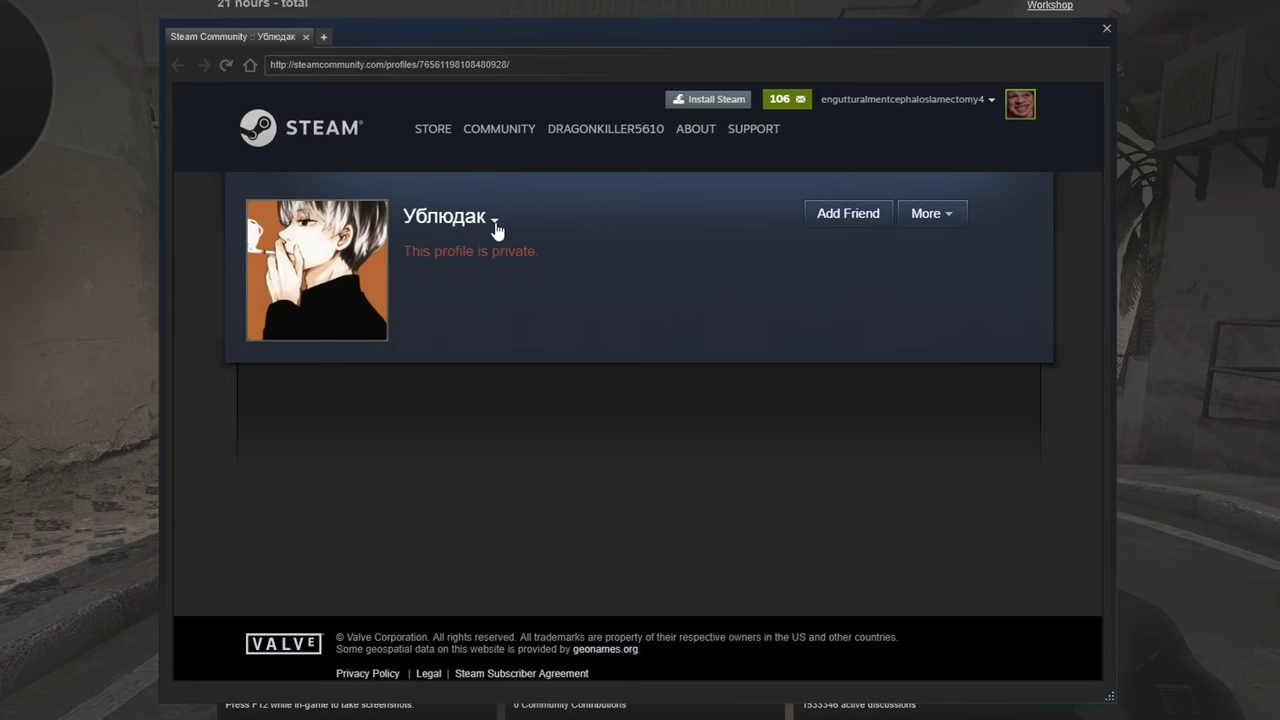 21 hours - total
Workshop
Steam Community :: Ублюдак × +
http://steamcommunity.com/profiles/76561198108480928/
Install Steam
106
engutturalmentcephaloslamectomy4
STEAM
STORE COMMUNITY DRAGONKILLER5610 ABOUT SUPPORT
Ублюдак
Add Friend
More
This profile is private.
VALVE
© Valve Corporation. All rights reserved. All trademarks are property of their respective owners in the US and other countries.
Some geospatial data on this website is provided by geonames.org.
Privacy Policy | Legal | Steam Subscriber Agreement
Press F12 while in-game to take screenshots.
0 Community Contributions
1533346 active discussions